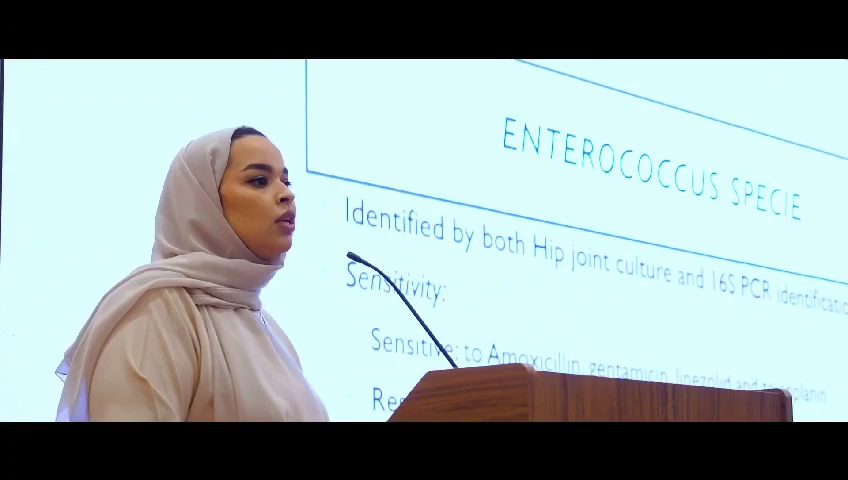 ENTEROCOCCUS SPECIE
Identified by both Hip joint culture and 16S PCR identificatio
Sensitivity:
Sensitive: to Amoxicillin, gentamicin, linezolid and teicoplanin